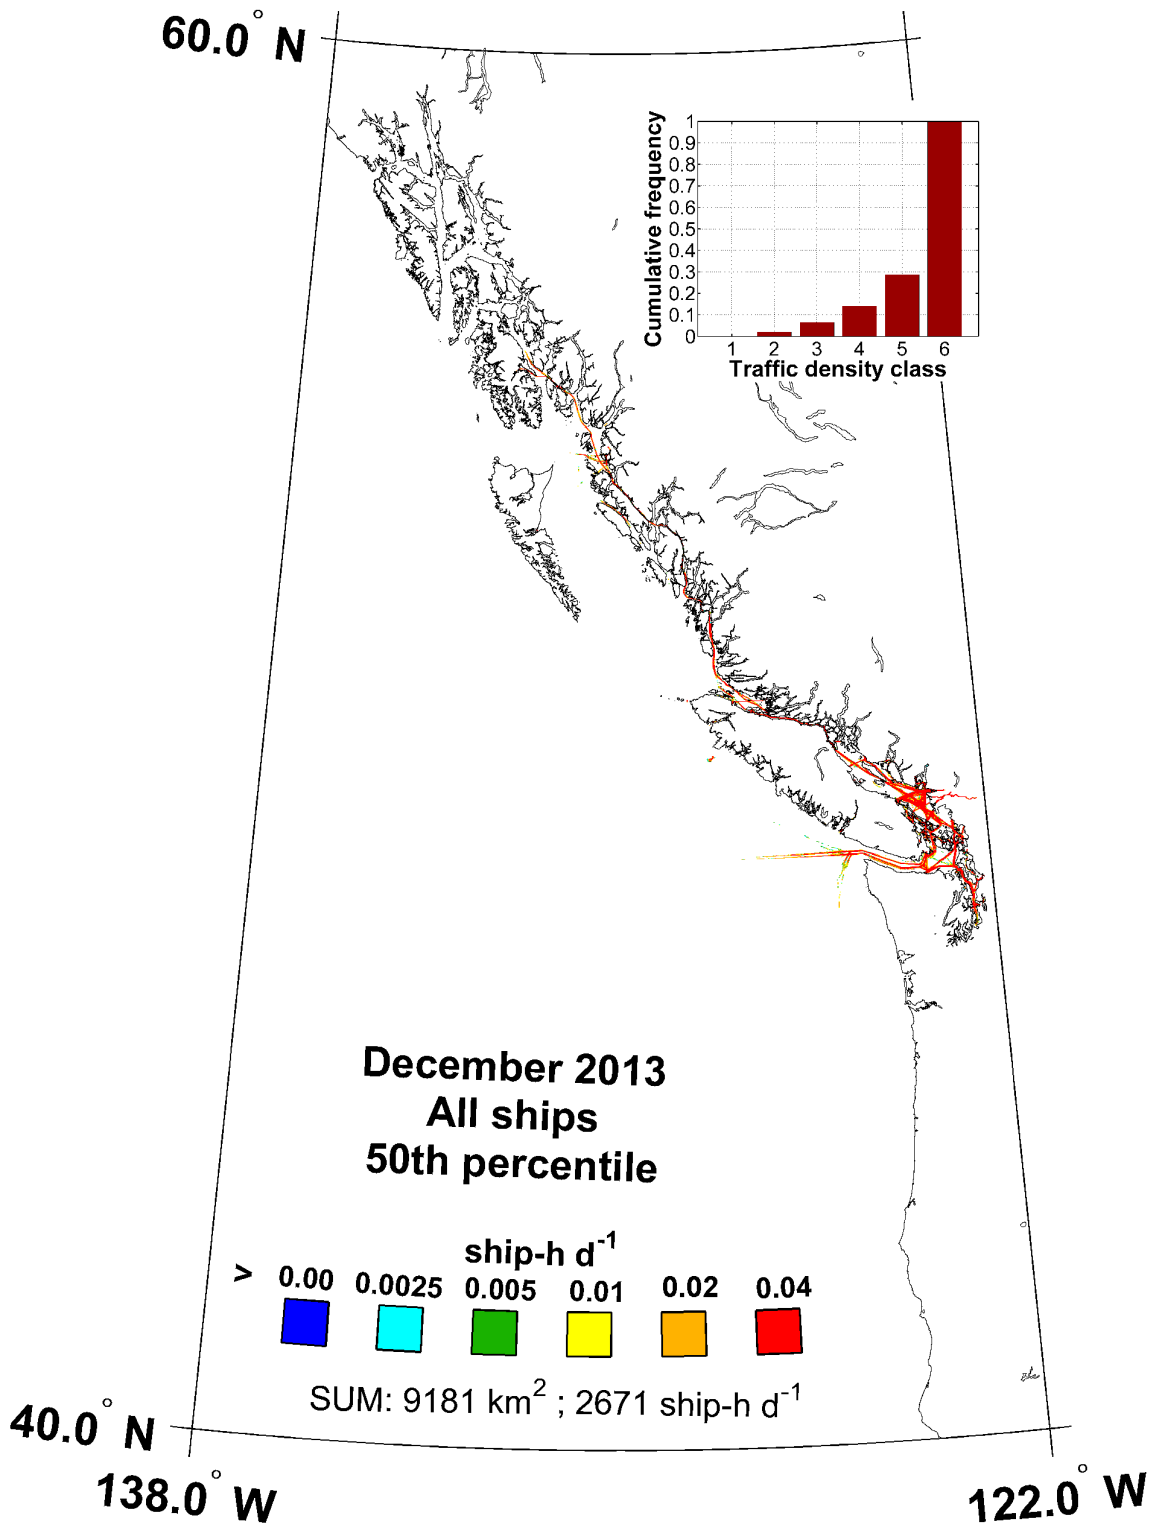 60.0° N
Cumulative frequency
1
0.9
0.8
0.7
0.6
0.5
0.4
0.3
0.2
0.1
0
1 2 3 4 5 6
Traffic density class
December 2013
All ships
50th percentile
ship-h d⁻¹
> 0.00 0.0025 0.005 0.01 0.02 0.04
SUM: 9181 km² ; 2671 ship-h d⁻¹
40.0° N
138.0° W
122.0° W